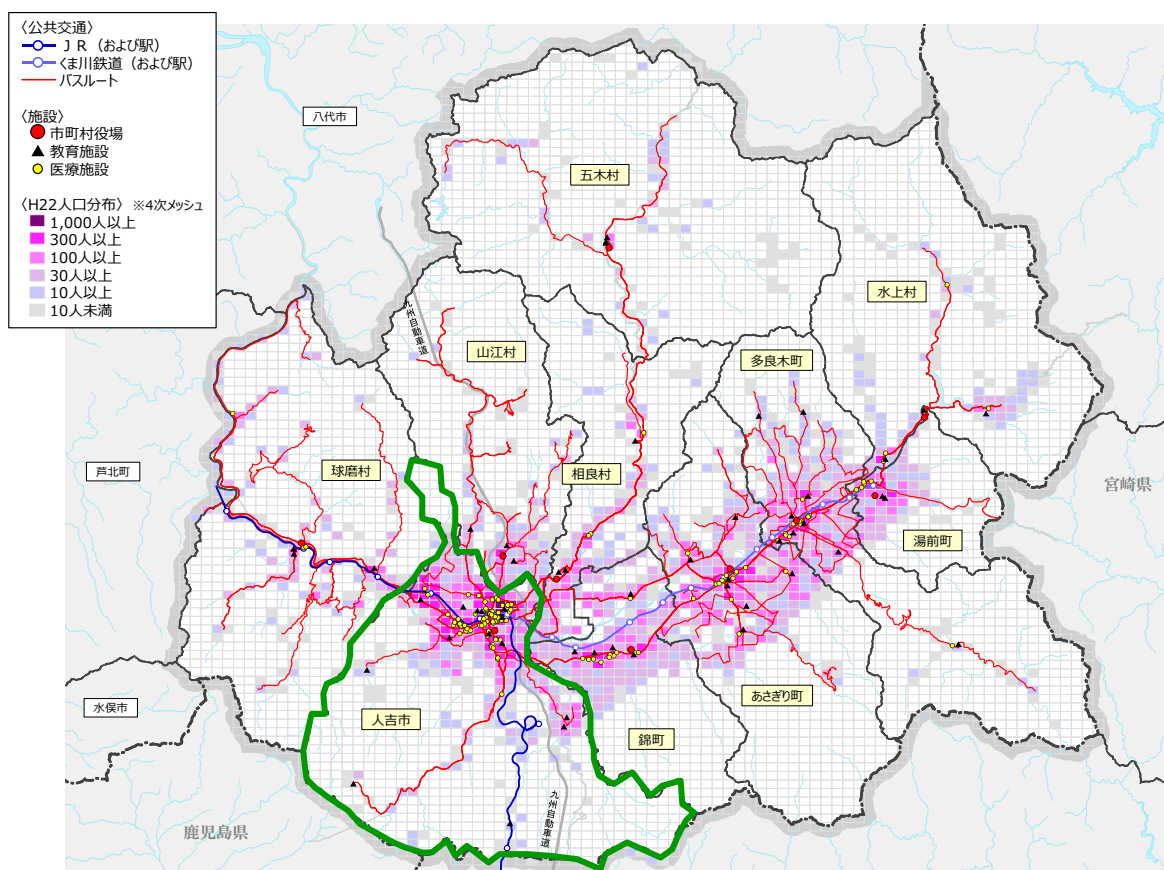 〈公共交通〉
ＪＲ（および駅）
くま川鉄道（および駅）
バスルート
〈施設〉
市町村役場
教育施設
医療施設
〈H22人口分布〉 ※4次メッシュ
1,000人以上
300人以上
100人以上
30人以上
10人以上
10人未満
八代市
五木村
水上村
九州自動車道
山江村
多良木町
芦北町
球磨村
相良村
宮崎県
湯前町
水俣市
人吉市
錦町
あさぎり町
九州自動車道
鹿児島県